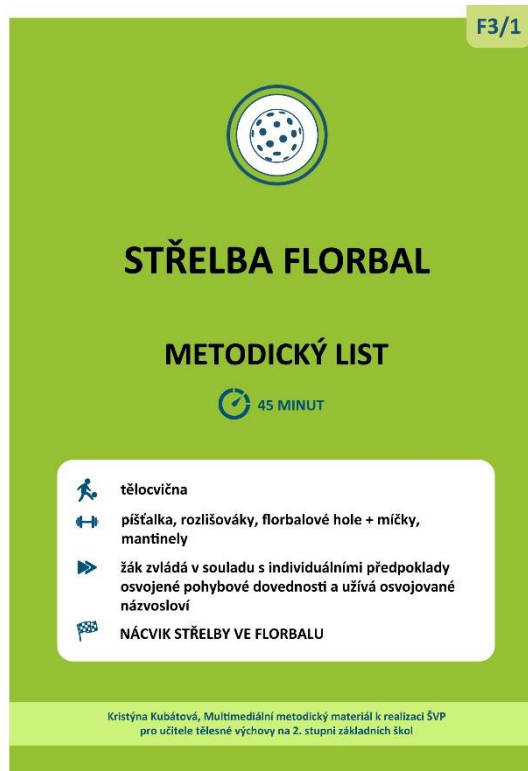 F3/1
STŘELBA FLORBAL
METODICKÝ LIST
45 MINUT
tělocvična
píšťalka, rozlišováky, florbalové hole + míčky,
mantinely
žák zvládá v souladu s individuálními předpoklady
osvojené pohybové dovednosti a užívá osvojované
názvosloví
NÁCVIK STŘELBY VE FLORBALU
Kristýna Kubátová, Multimediální metodický materiál k realizaci ŠVP
pro učitele tělesné výchovy na 2. stupni základních škol